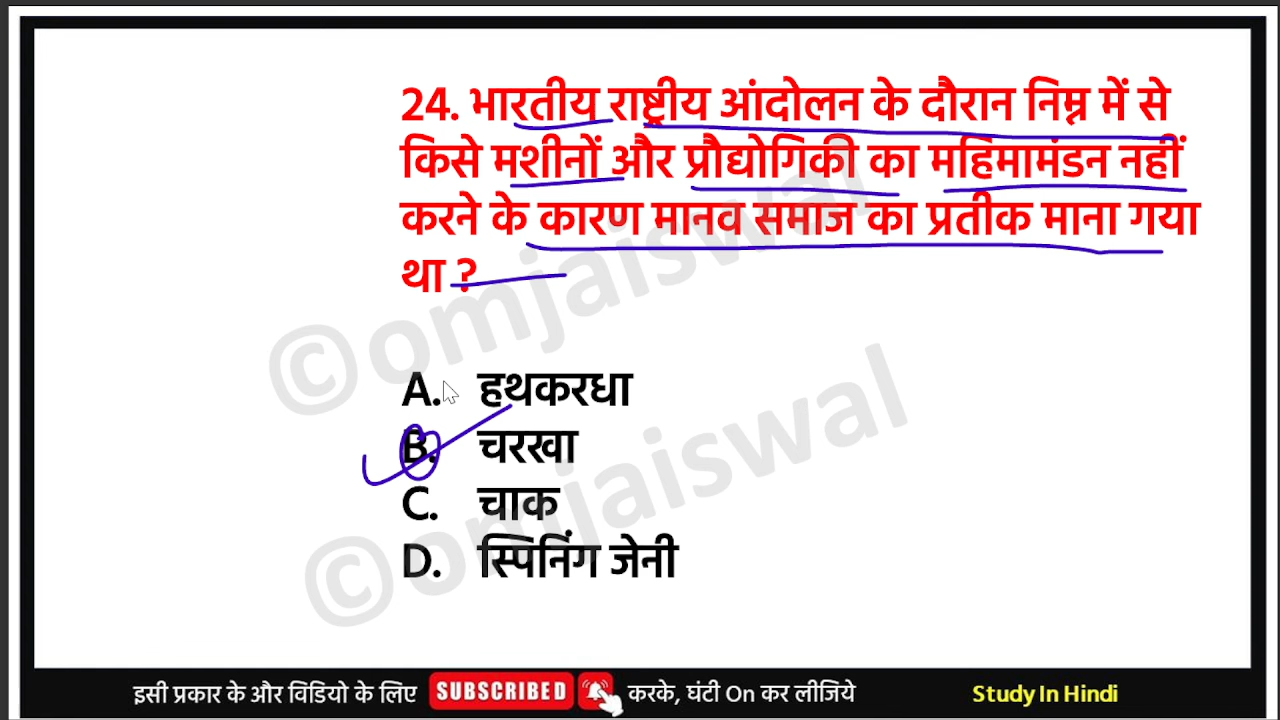 24. भारतीय राष्ट्रीय आंदोलन के दौरान निम्न में से
किसे मशीनों और प्रौद्योगिकी का महिमामंडन नहीं
करने के कारण मानव समाज का प्रतीक माना गया
था ?
©omjaiswal
A. हथकरधा
B. चरखा
C. चाक
D. स्पिनिंग जेनी
©omjaiswal
इसी प्रकार के और विडियो के लिए SUBSCRIBED करके, घंटी On कर लीजिये Study In Hindi